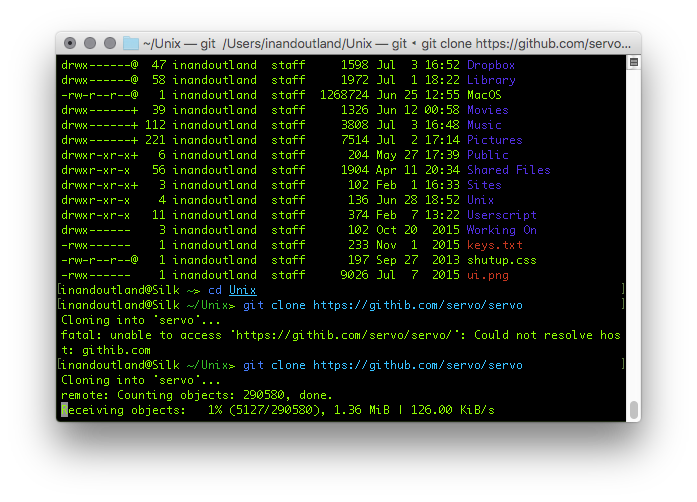 ~/Unix — git  /Users/inandoutland/Unix — git ‹ git clone https://github.com/servo...
drwx------@  47 inandoutland  staff     1598 Jul  3 16:52 Dropbox
drwx------@  58 inandoutland  staff     1972 Jul  1 18:22 Library
-rw-r--r--@   1 inandoutland  staff  1268724 Jun 25 12:55 MacOS
drwx------+  39 inandoutland  staff     1326 Jun 12 00:58 Movies
drwx------+ 112 inandoutland  staff     3808 Jul  3 16:48 Music
drwx------+ 221 inandoutland  staff     7514 Jul  2 17:14 Pictures
drwxr-xr-x+   6 inandoutland  staff      204 May 27 17:39 Public
drwxr-xr-x   56 inandoutland  staff     1904 Apr 11 20:34 Shared Files
drwxr-xr-x+   3 inandoutland  staff      102 Feb  1 16:33 Sites
drwxr-xr-x    4 inandoutland  staff      136 Jun 28 18:52 Unix
drwxr-xr-x   11 inandoutland  staff      374 Feb  7 13:22 Userscript
drwx------    3 inandoutland  staff      102 Oct 20  2015 Working On
-rwx------    1 inandoutland  staff      233 Nov  1  2015 keys.txt
-rw-r--r--@   1 inandoutland  staff      197 Sep 27  2013 shutup.css
-rwx------    1 inandoutland  staff     9026 Jul  7  2015 ui.png
[inandoutland@Silk ~> cd Unix ]
[inandoutland@Silk ~/Unix> git clone https://githib.com/servo/servo ]
Cloning into 'servo'...
fatal: unable to access 'https://githib.com/servo/servo/': Could not resolve hos
t: githib.com
[inandoutland@Silk ~/Unix> git clone https://github.com/servo/servo ]
Cloning into 'servo'...
remote: Counting objects: 290580, done.
Receiving objects:   1% (5127/290580), 1.36 MiB | 126.00 KiB/s